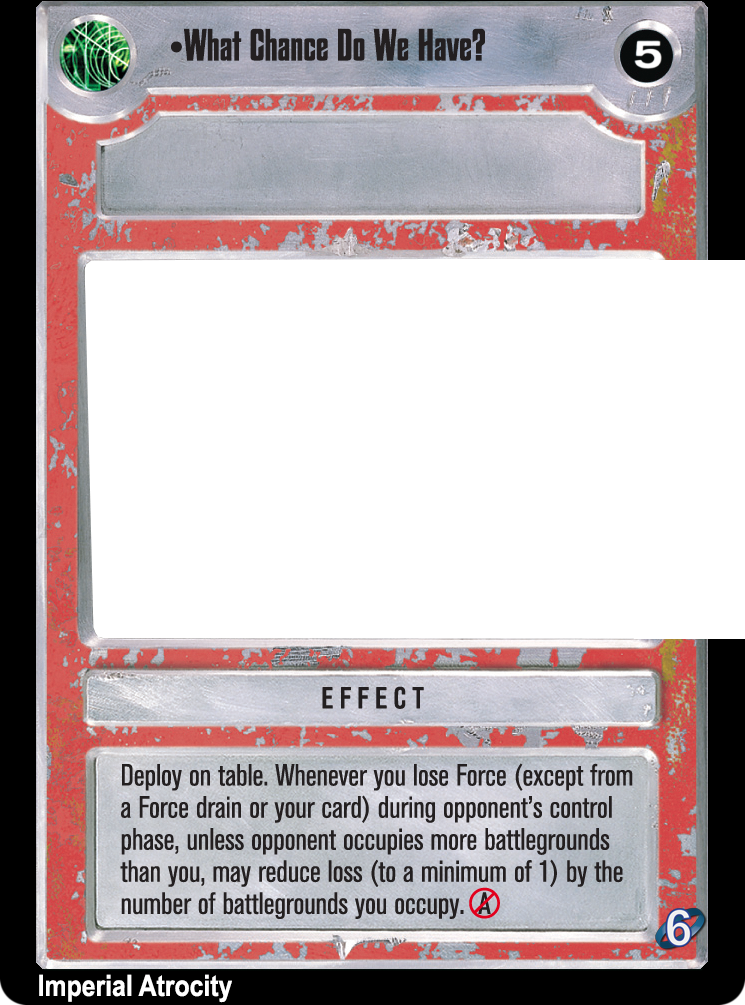 •What Chance Do We Have?
5
EFFECT
Deploy on table. Whenever you lose Force (except from
a Force drain or your card) during opponent's control
phase, unless opponent occupies more battlegrounds
than you, may reduce loss (to a minimum of 1) by the
number of battlegrounds you occupy. A
6
Imperial Atrocity